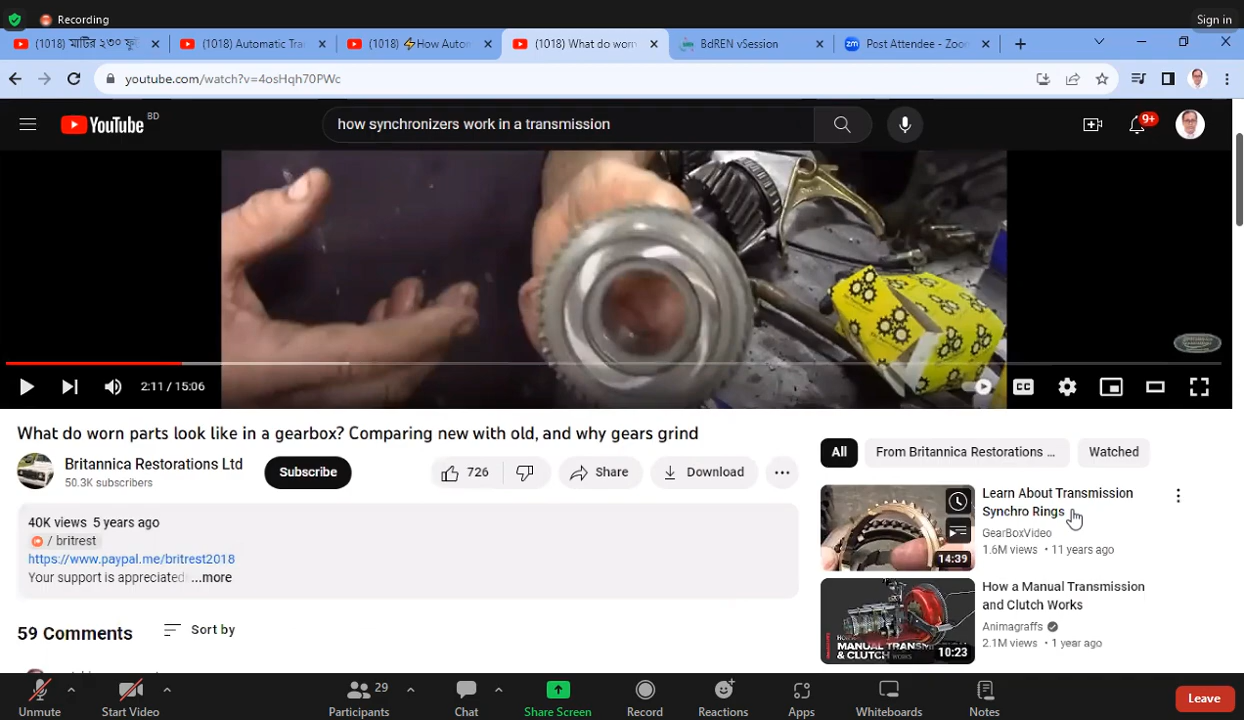 Recording
Sign in
(1018) মাটির ২৩০ ফু
(1018) Automatic Tra
(1018) ⚡How Auto
(1018) What do wor
BdREN vSession
zm Post Attendee - Zoo
youtube.com/watch?v=4osHqh70PWc
YouTube BD
how synchronizers work in a transmission
9+
2:11 / 15:06
CC
What do worn parts look like in a gearbox? Comparing new with old, and why gears grind
Britannica Restorations Ltd
50.3K subscribers
Subscribe
726
Share
Download
40K views 5 years ago
/ britrest
https://www.paypal.me/britrest2018
Your support is appreciated ...more
59 Comments
Sort by
All
From Britannica Restorations ...
Watched
14:39
Learn About Transmission
Synchro Rings
GearBoxVideo
1.6M views • 11 years ago
MANUAL TRAN
& CLUTCH
10:23
How a Manual Transmission
and Clutch Works
Animagraffs
2.1M views • 1 year ago
Unmute
Start Video
29
Participants
Chat
Share Screen
Record
Reactions
Apps
Whiteboards
Notes
Leave